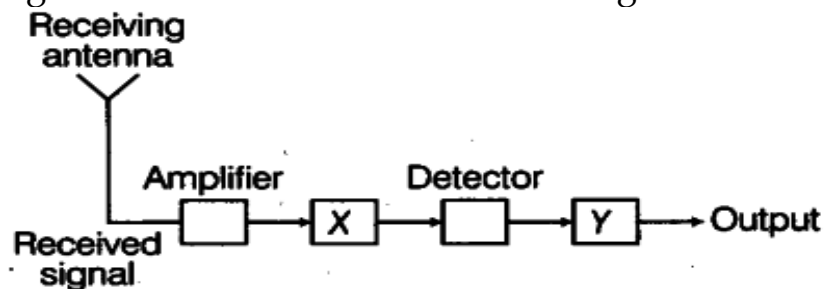 Receiving
antenna
Amplifier
Detector
X
Y
Output
Received
signal